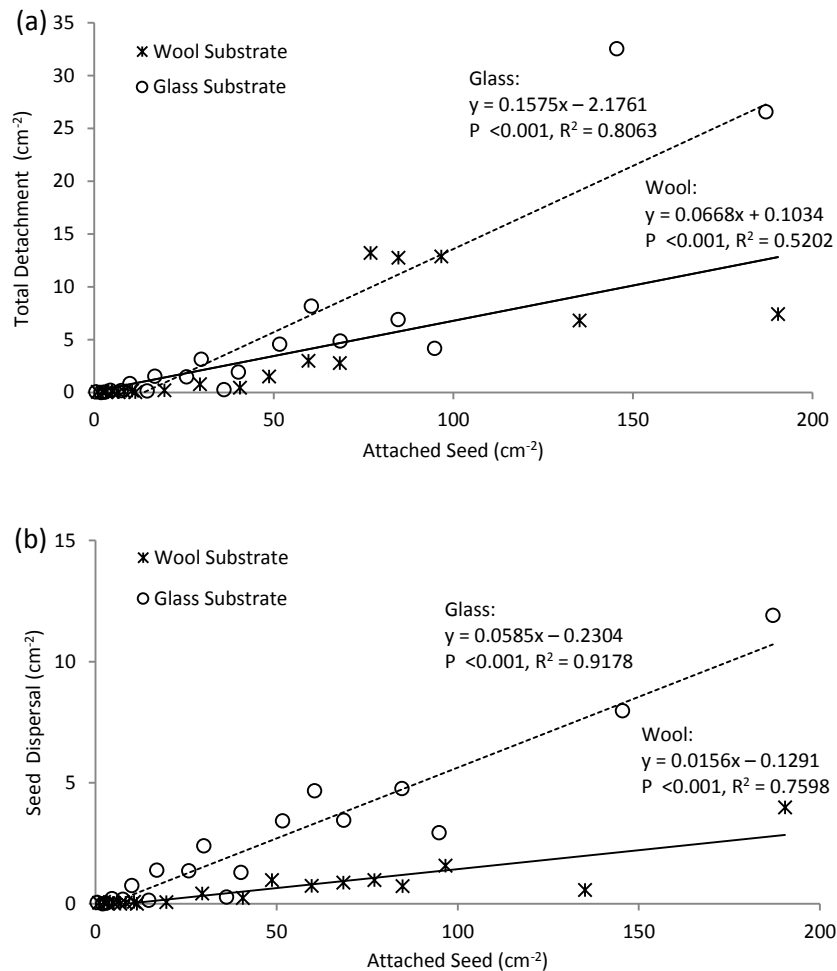 (a)
35
30
25
20
15
10
5
0
Total Detachment (cm⁻²)
Wool Substrate
Glass Substrate
Glass:
y = 0.1575x – 2.1761
P <0.001, R² = 0.8063
Wool:
y = 0.0668x + 0.1034
P <0.001, R² = 0.5202
0 50 100 150 200
Attached Seed (cm⁻²)
(b)
15
10
5
0
Seed Dispersal (cm⁻²)
Wool Substrate
Glass Substrate
Glass:
y = 0.0585x – 0.2304
P <0.001, R² = 0.9178
Wool:
y = 0.0156x – 0.1291
P <0.001, R² = 0.7598
0 50 100 150 200
Attached Seed (cm⁻²)